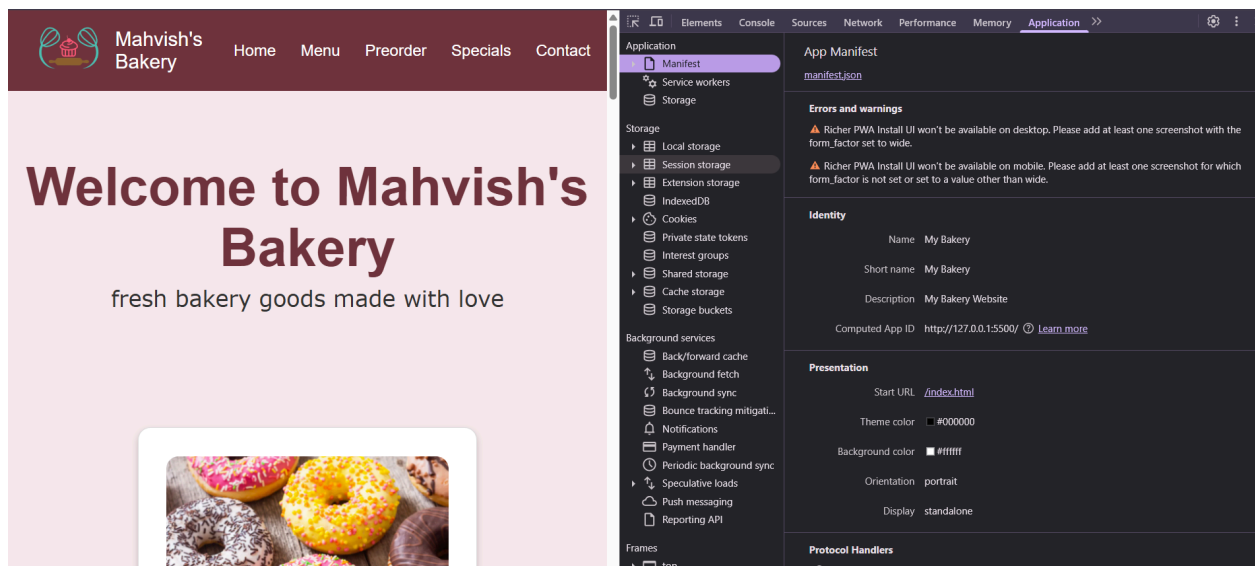 Mahvish's
Bakery
Home Menu Preorder Specials Contact
Welcome to Mahvish's
Bakery
fresh bakery goods made with love
Elements Console Sources Network Performance Memory Application
Application
Manifest
Service workers
Storage
Storage
Local storage
Session storage
Extension storage
IndexedDB
Cookies
Private state tokens
Interest groups
Shared storage
Cache storage
Storage buckets
Background services
Back/forward cache
Background fetch
Background sync
Bounce tracking mitigati...
Notifications
Payment handler
Periodic background sync
Speculative loads
Push messaging
Reporting API
Frames
top
App Manifest
manifest.json
Errors and warnings
Richer PWA Install UI won't be available on desktop. Please add at least one screenshot with the
form_factor set to wide.
Richer PWA Install UI won't be available on mobile. Please add at least one screenshot for which
form_factor is not set or set to a value other than wide.
Identity
Name My Bakery
Short name My Bakery
Description My Bakery Website
Computed App ID http://127.0.0.1:5500/ Learn more
Presentation
Start URL /index.html
Theme color #000000
Background color #ffffff
Orientation portrait
Display standalone
Protocol Handlers